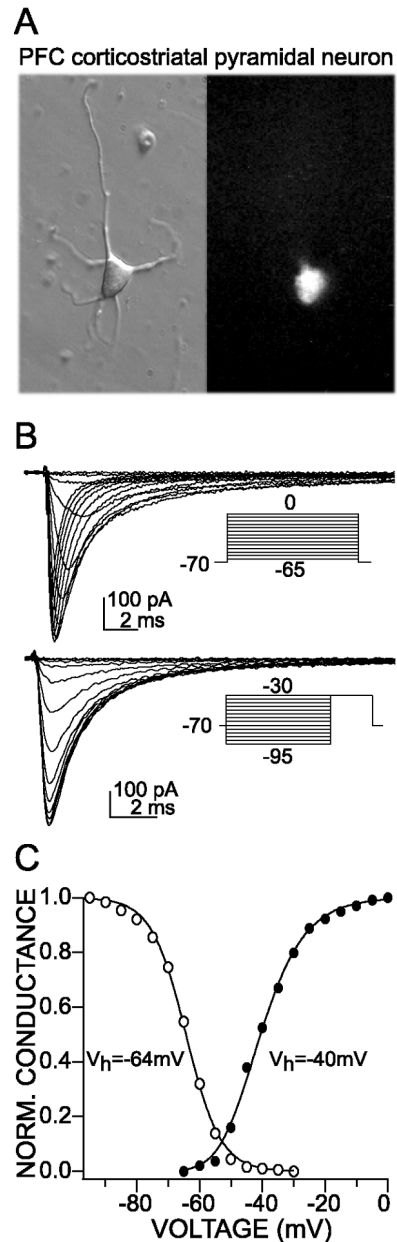 A
PFC corticostriatal pyramidal neuron
B
0
-70
-65
100 pA
2 ms
-30
-70
-95
100 pA
2 ms
C
NORM. CONDUCTANCE
1.0
0.8
0.6
0.4
0.2
0.0
Vh=-64mV
Vh=-40mV
-80 -60 -40 -20 0
VOLTAGE (mV)